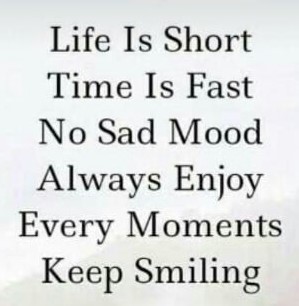 Life Is Short
Time Is Fast
No Sad Mood
Always Enjoy
Every Moments
Keep Smiling